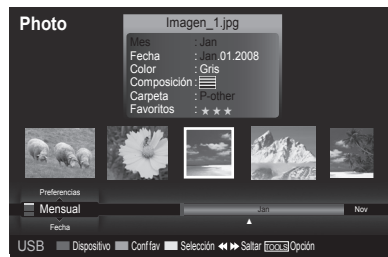 Photo
Imagen_1.jpg
Mes : Jan
Fecha : Jan.01.2008
Color : Gris
Composición :
Carpeta : P-other
Favoritos : ★ ★ ★
Preferencias
Mensual
Fecha
Jan
Nov
USB Dispositivo Conf fav Selección ◄◄ ►► Saltar TOOLS Opción